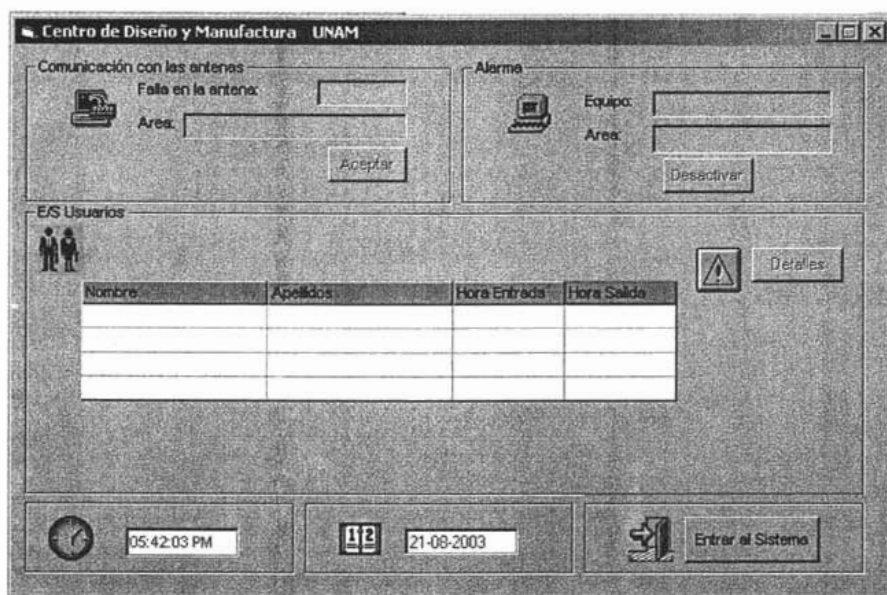 Centro de Diseño y Manufactura UNAM
Comunicación con las antenas
Falla en la antena:
Area:
Aceptar
Alarma
Equipo:
Area:
Desactivar
E/S Usuarios
Detalles
Nombre Apellidos Hora Entrada Hora Salida
05:42:03 PM
12
21-08-2003
Entrar al Sistema